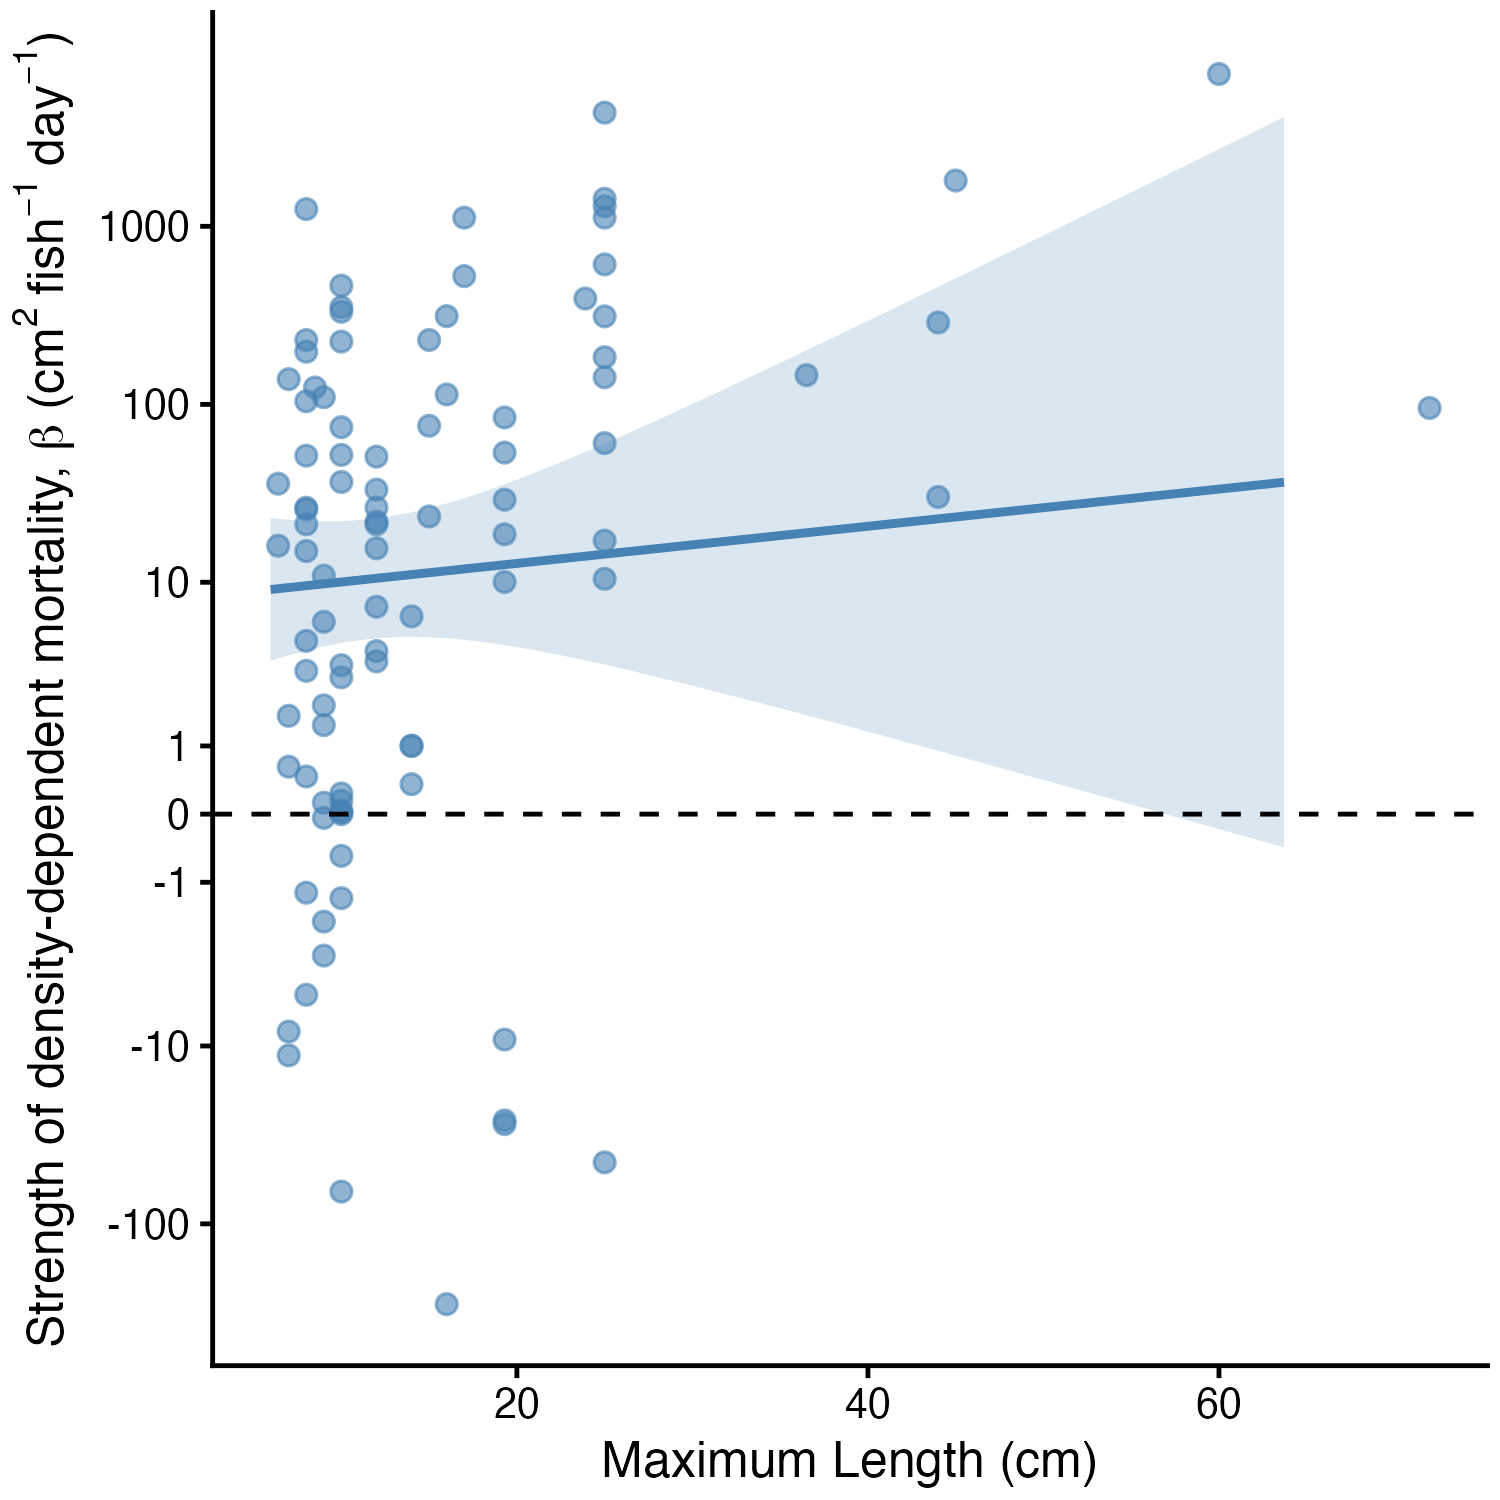 Strength of density-dependent mortality, β (cm² fish⁻¹ day⁻¹)
1000
100
10
1
0
-1
-10
-100
20 40 60
Maximum Length (cm)